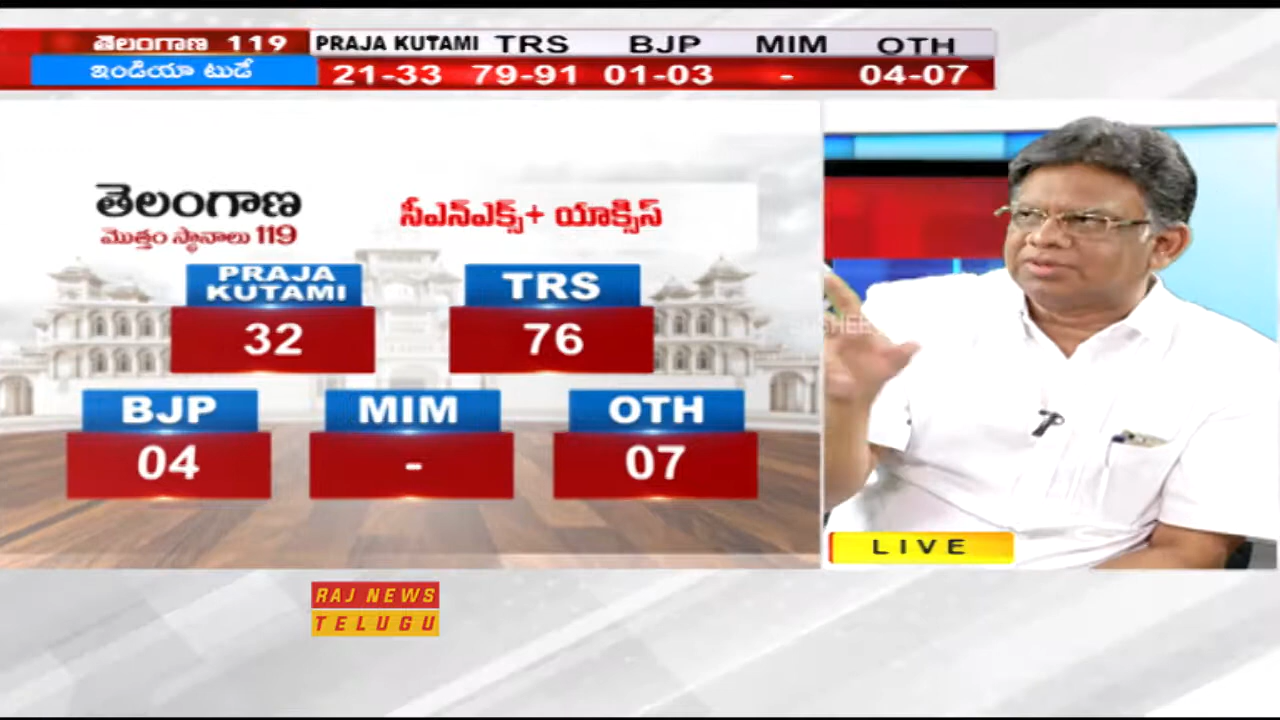 తెలంగాణ 119 PRAJA KUTAMI TRS BJP MIM OTH
ఇండియా టుడే 21-33 79-91 01-03 - 04-07
తెలంగాణ
మొత్తం స్థానాలు 119
సీఎన్ఎక్స్+ యాక్సిస్
PRAJA
KUTAMI
32
TRS
76
BJP
04
MIM
-
OTH
07
LIVE
RAJ NEWS
TELUGU